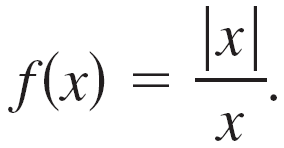 f(x) = |x|/x.